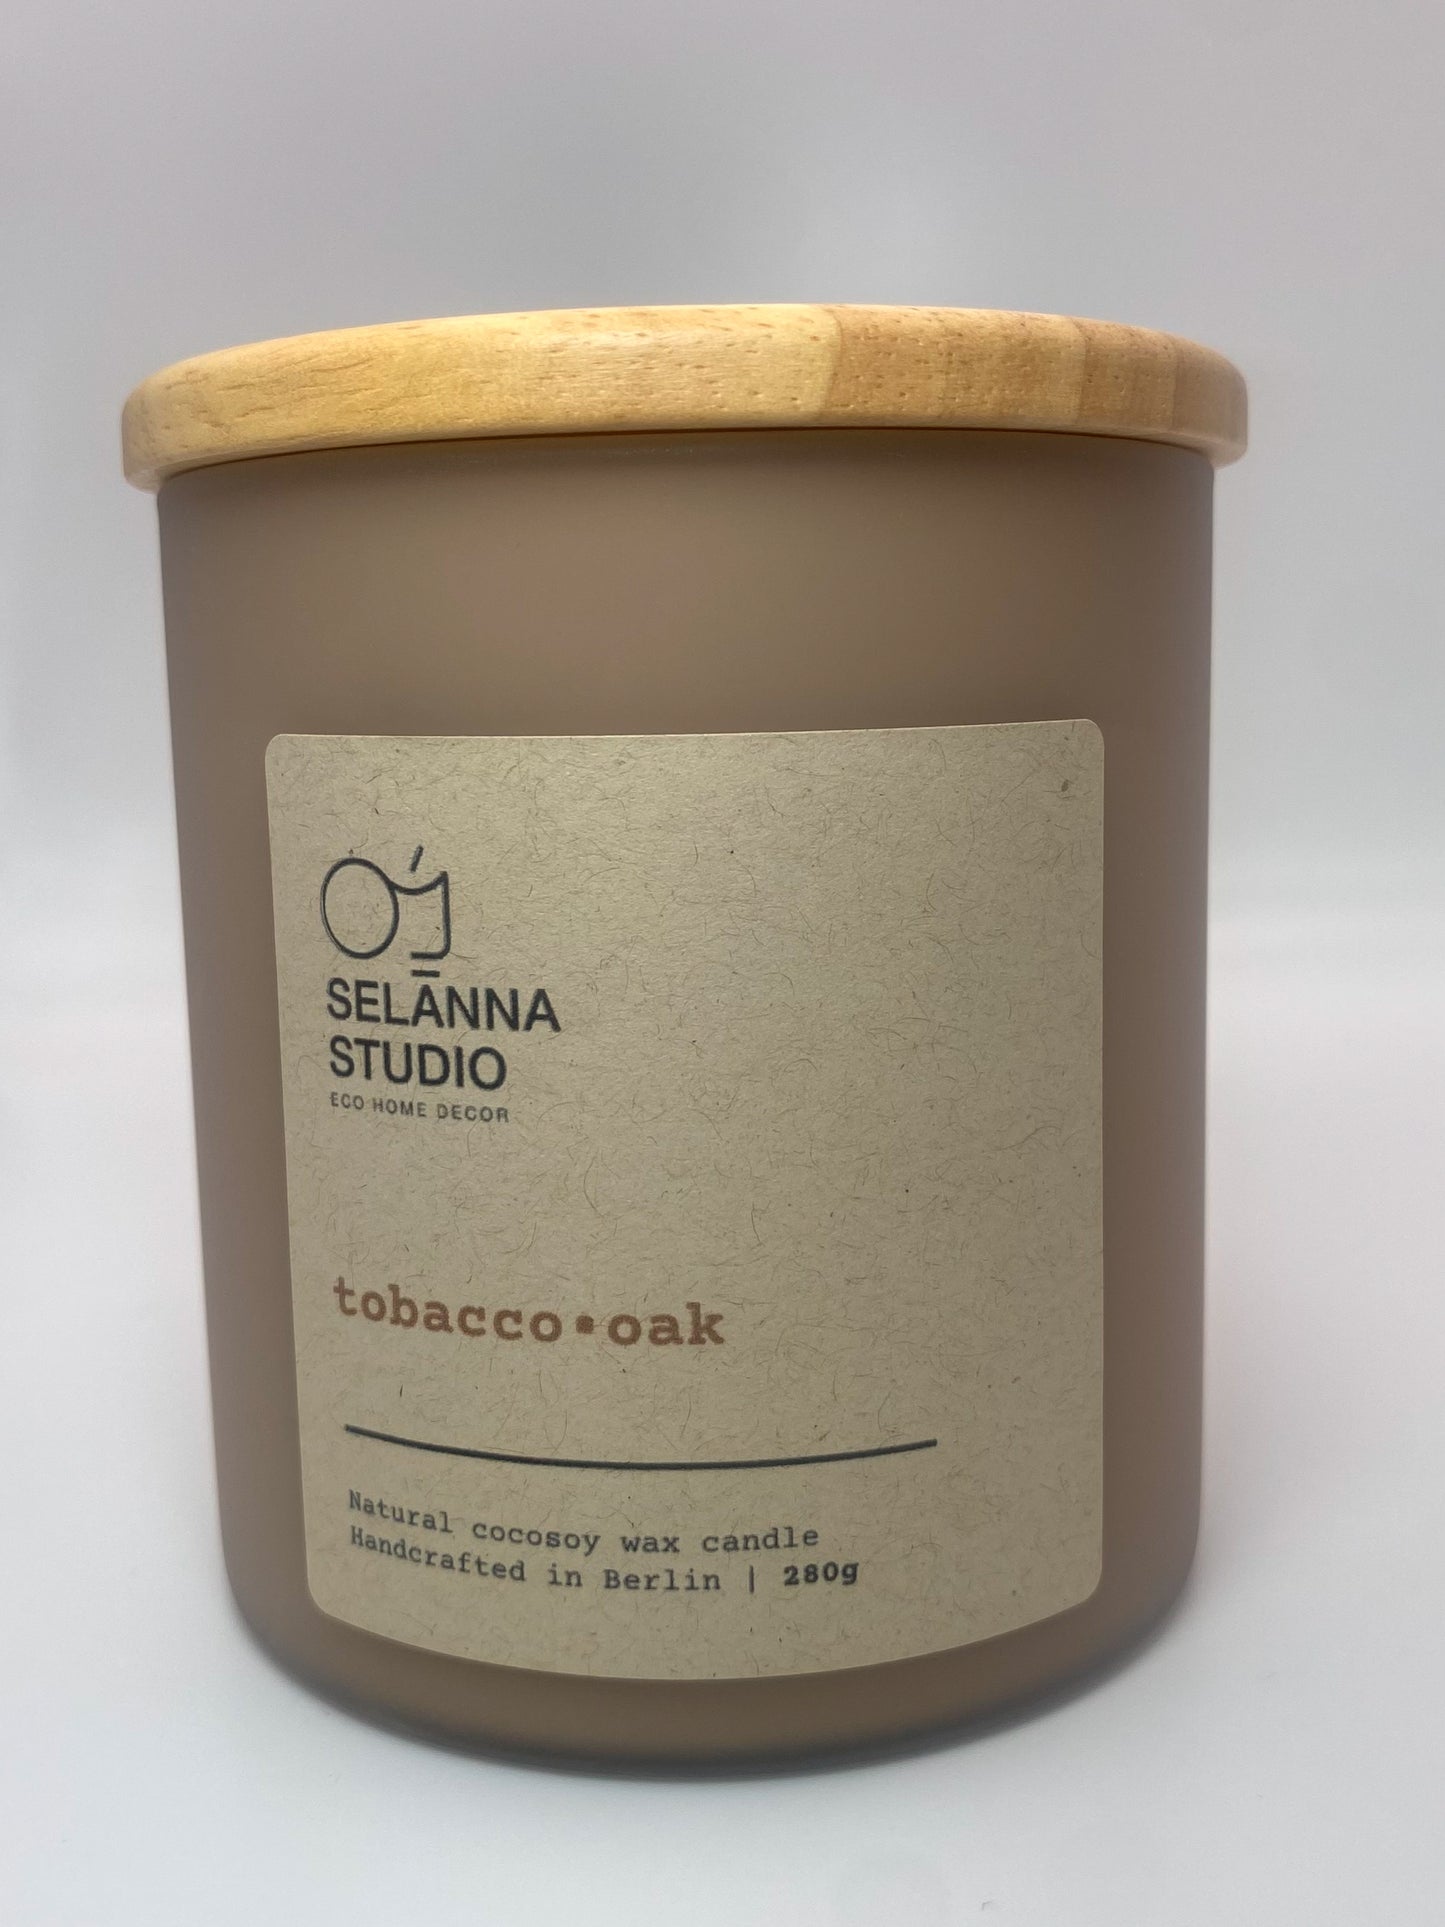 SELĀNNA
STUDIO
ECO HOME DECOR
tobacco•oak
Natural cocosoy wax candle
Handcrafted in Berlin | 280g